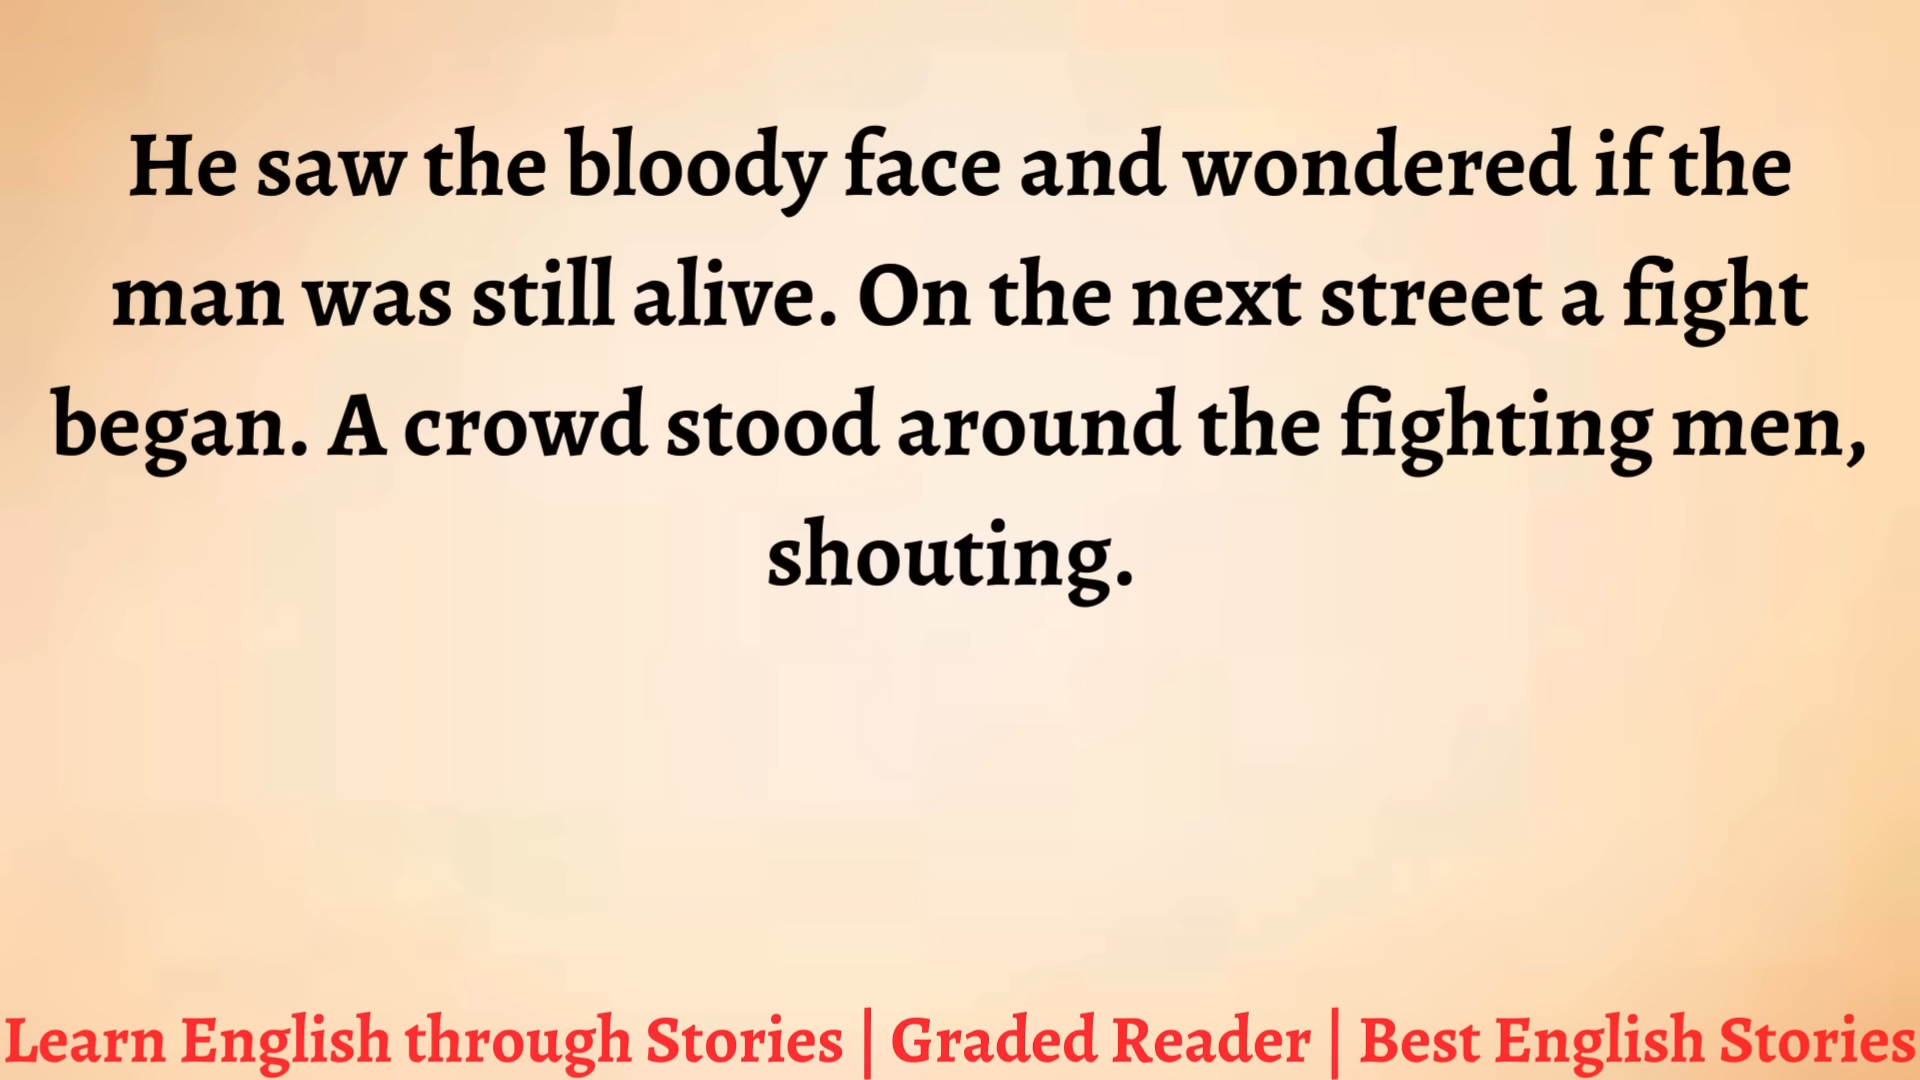 He saw the bloody face and wondered if the
man was still alive. On the next street a fight
began. A crowd stood around the fighting men,
shouting.
Learn English through Stories | Graded Reader | Best English Stories